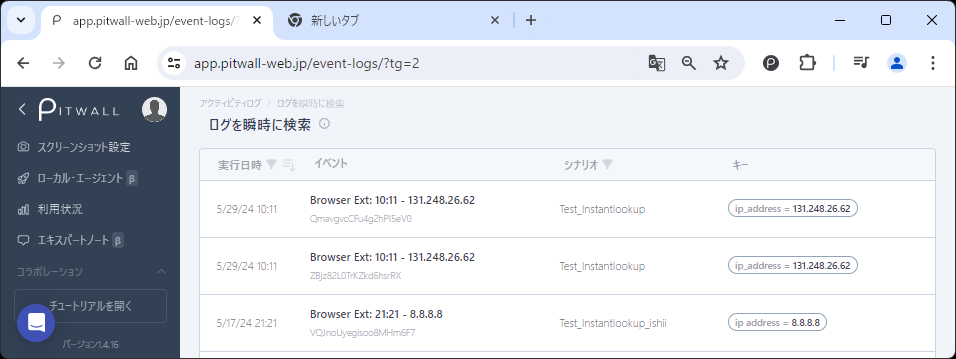 app.pitwall-web.jp/event-logs/
新しいタブ
app.pitwall-web.jp/event-logs/?tg=2
PITWALL
スクリーンショット設定
ローカル・エージェント β
利用状況
エキスパートノート β
コラボレーション
チュートリアルを開く
バージョン1.4.16
アクティビティログ > ログを瞬時に検索
ログを瞬時に検索
実行日時 イベント シナリオ キー
5/29/24 10:11 Browser Ext: 10:11 - 131.248.26.62 Test_Instantlookup ip_address = 131.248.26.62
QmavgvcCFu4g2hPI5eV0
5/29/24 10:11 Browser Ext: 10:11 - 131.248.26.62 Test_Instantlookup ip_address = 131.248.26.62
ZBjz82L0TrKZkd6hsrRX
5/17/24 21:21 Browser Ext: 21:21 - 8.8.8.8 Test_Instantlookup_ishii ip address = 8.8.8.8
VQJnoUyegisoo8MHm6F7